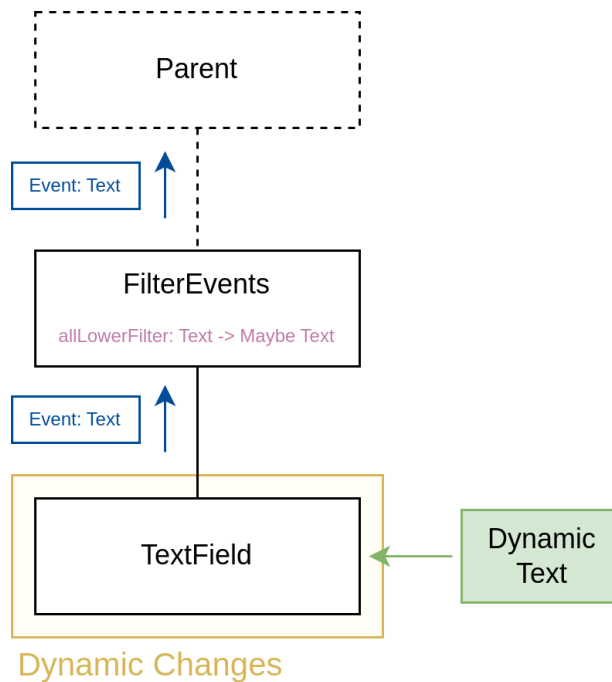 Parent
Event: Text
FilterEvents
allLowerFilter: Text -> Maybe Text
Event: Text
TextField
Dynamic
Text
Dynamic Changes